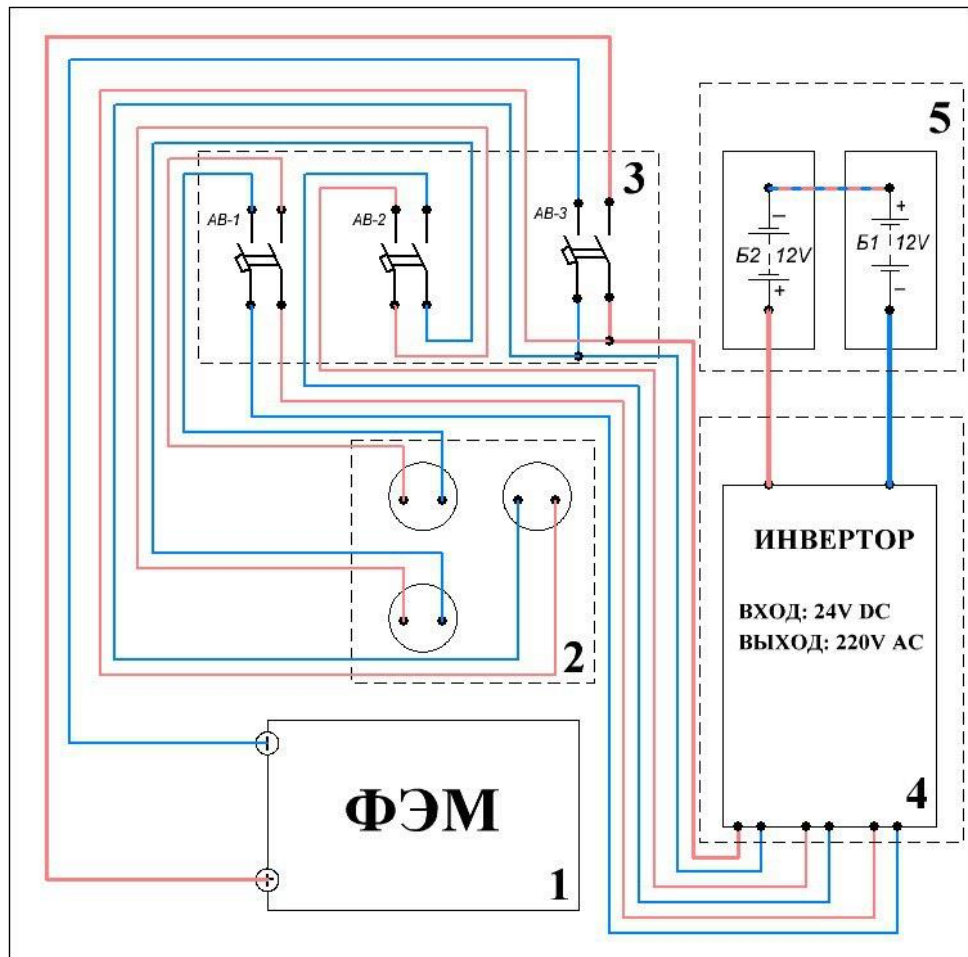 5
3
АВ-1
АВ-2
АВ-3
–
+
Б2 12V
Б1 12V
+
–
ИНВЕРТОР
ВХОД: 24V DC
ВЫХОД: 220V AC
2
4
–
ФЭМ
+
1